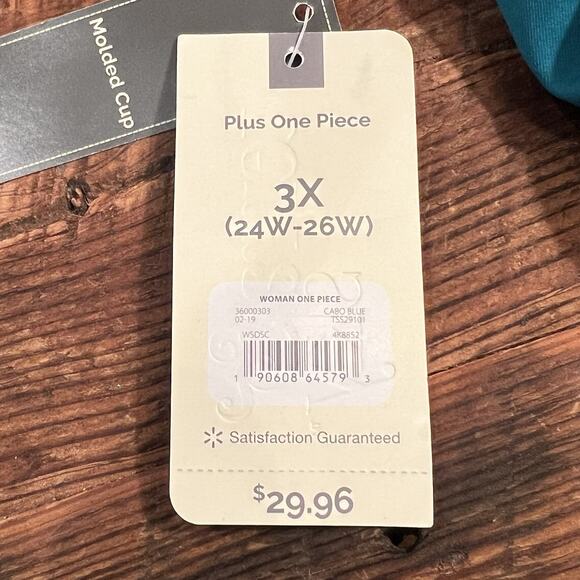 Molded Cup
Plus One Piece
3X
(24W-26W)
WOMAN ONE PIECE
36000303 CABO BLUE
02-19 TSS29101
WSDSC 4K8852
1 90608 64579 3
Satisfaction Guaranteed
$29.96